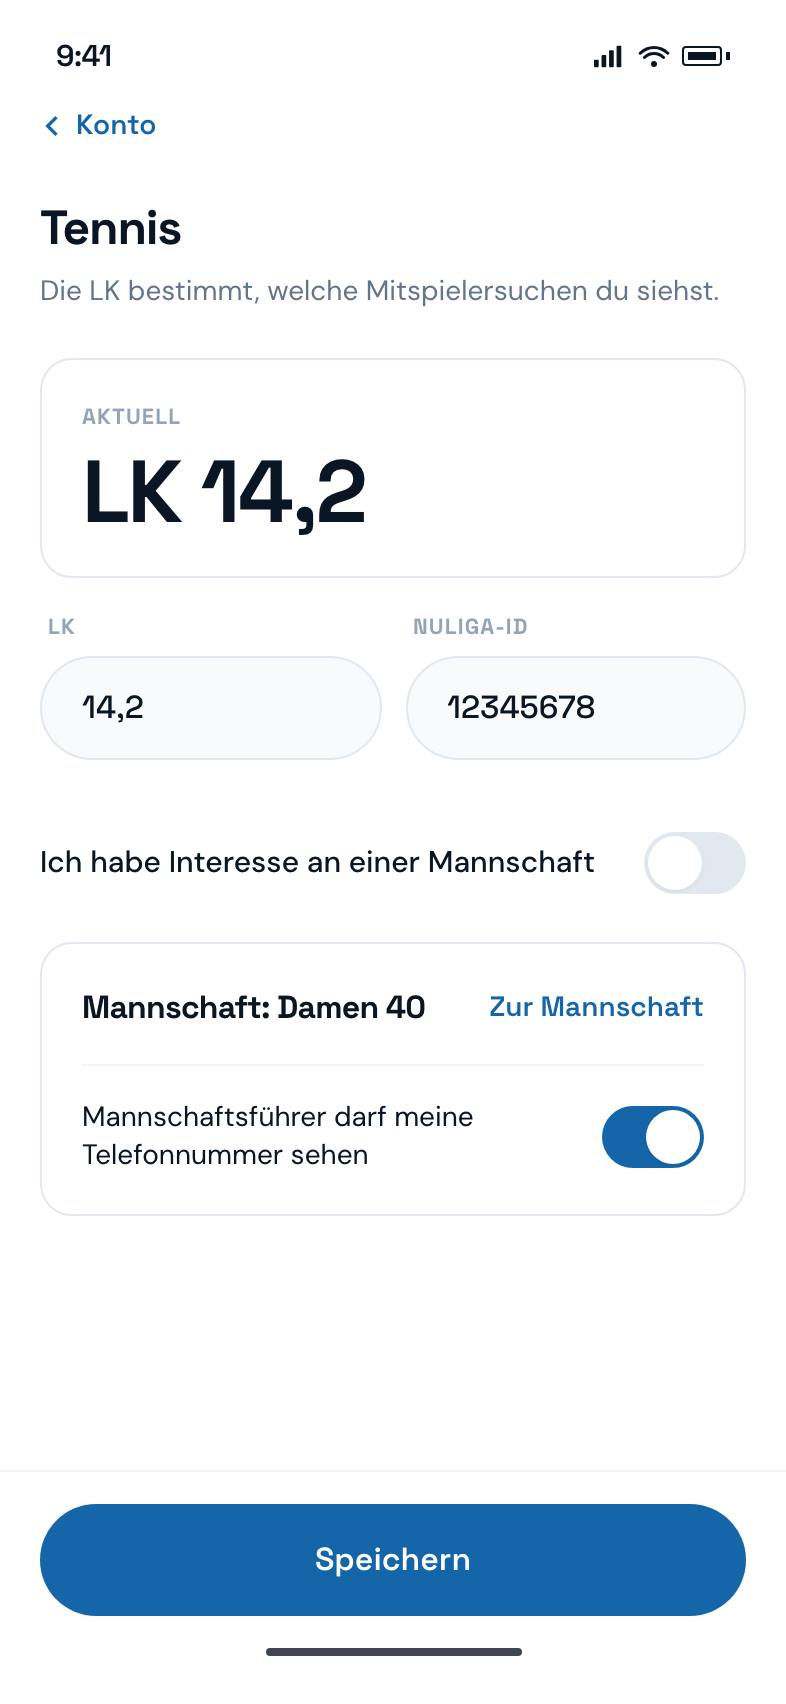 9:41
Konto
Tennis
Die LK bestimmt, welche Mitspielersuchen du siehst.
AKTUELL
LK 14,2
LK
NULIGA-ID
14,2
12345678
Ich habe Interesse an einer Mannschaft
Mannschaft: Damen 40
Zur Mannschaft
Mannschaftsführer darf meine
Telefonnummer sehen
Speichern